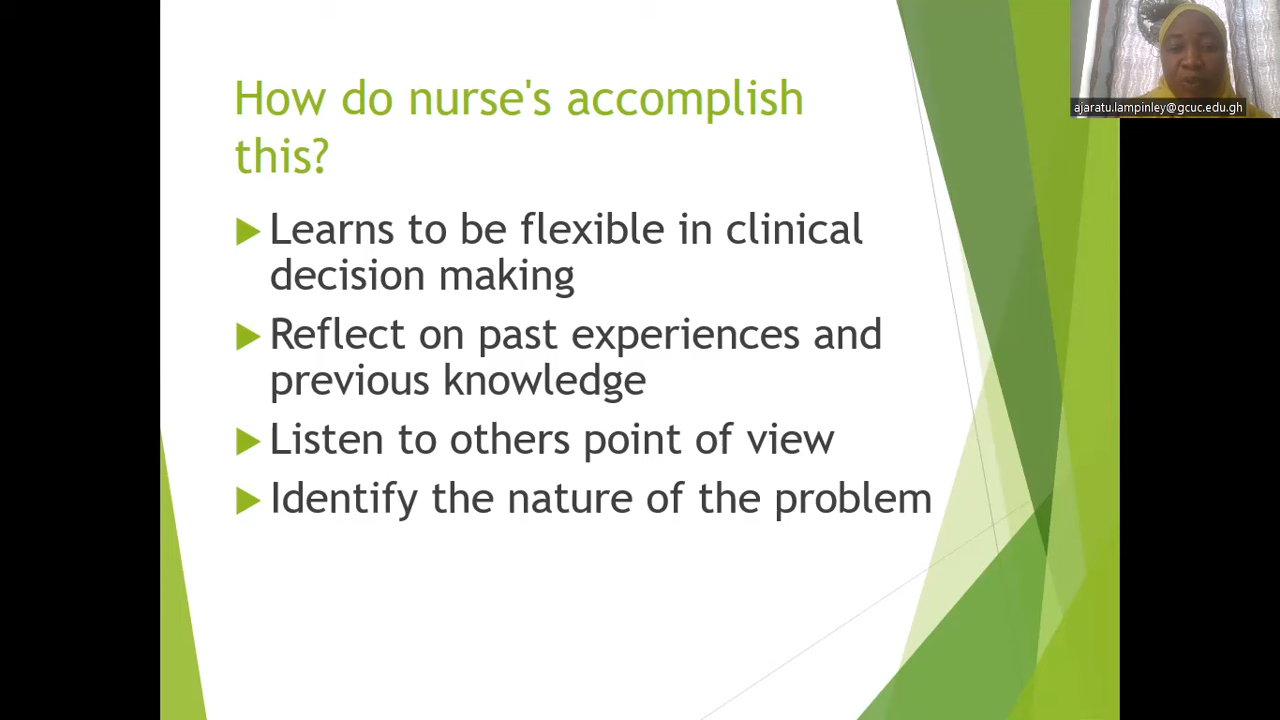 How do nurse's accomplish
this?
Learns to be flexible in clinical
decision making
Reflect on past experiences and
previous knowledge
Listen to others point of view
Identify the nature of the problem
ajaratu.lampinley@gcuc.edu.gh